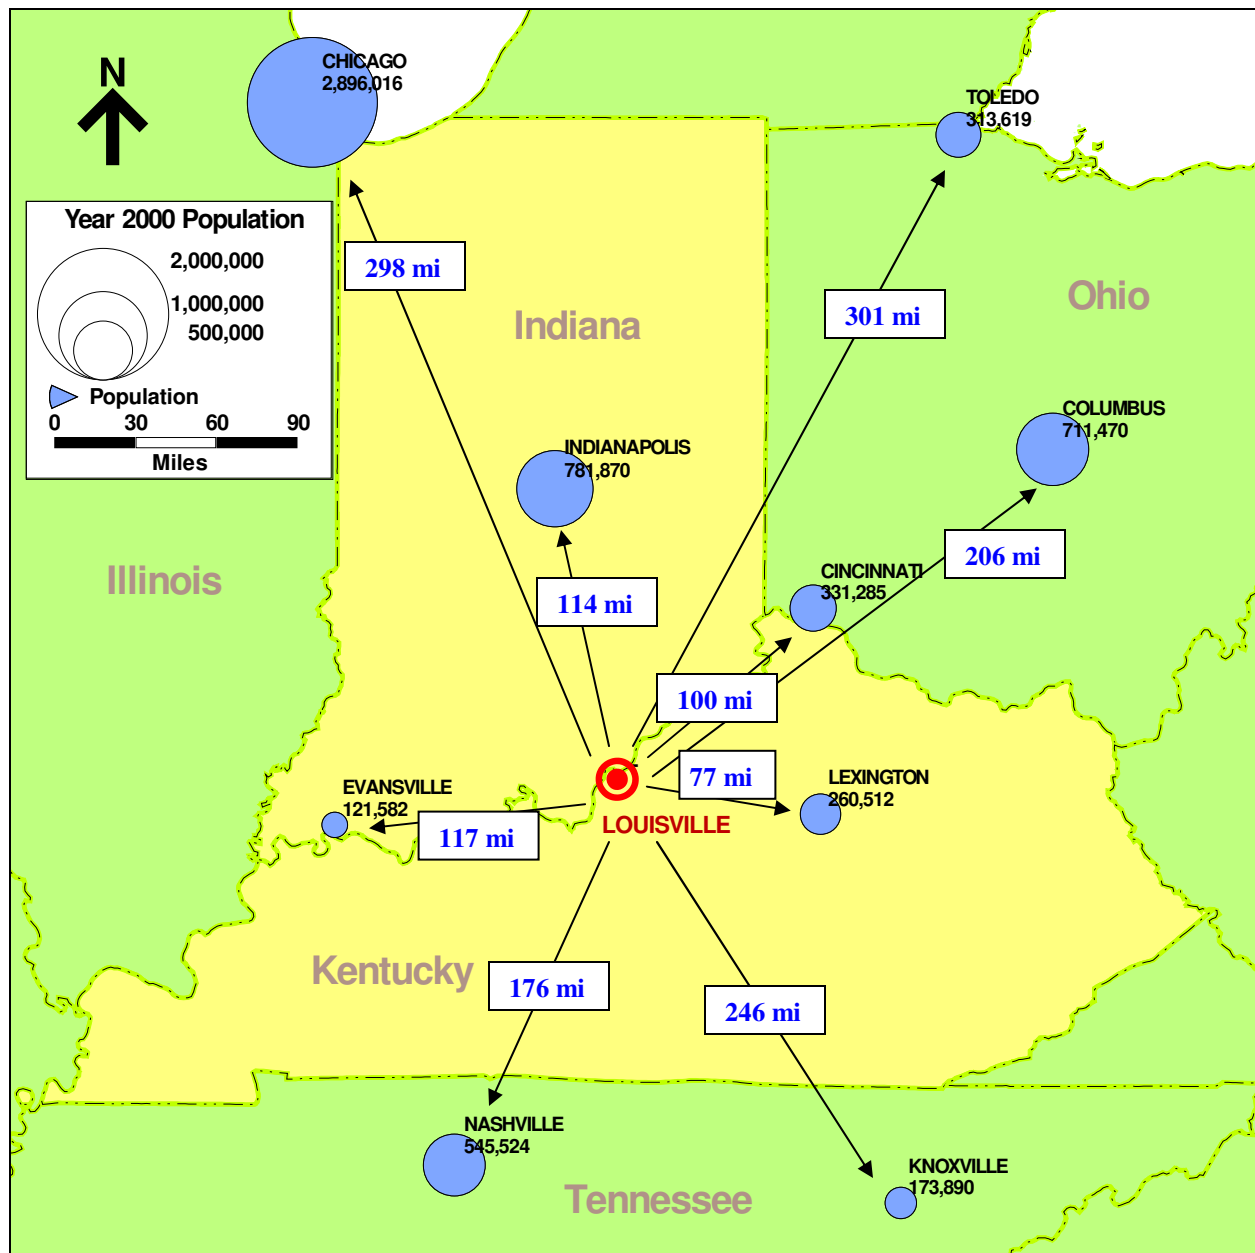 CHICAGO
2,896,016
N
TOLEDO
313,619
Year 2000 Population
2,000,000
1,000,000
500,000
Population
0 30 60 90
Miles
298 mi
301 mi
Ohio
Indiana
COLUMBUS
711,470
INDIANAPOLIS
781,870
206 mi
Illinois
CINCINNATI
331,285
114 mi
100 mi
77 mi
EVANSVILLE
121,582
LEXINGTON
260,512
LOUISVILLE
117 mi
Kentucky
176 mi
246 mi
NASHVILLE
545,524
KNOXVILLE
173,890
Tennessee